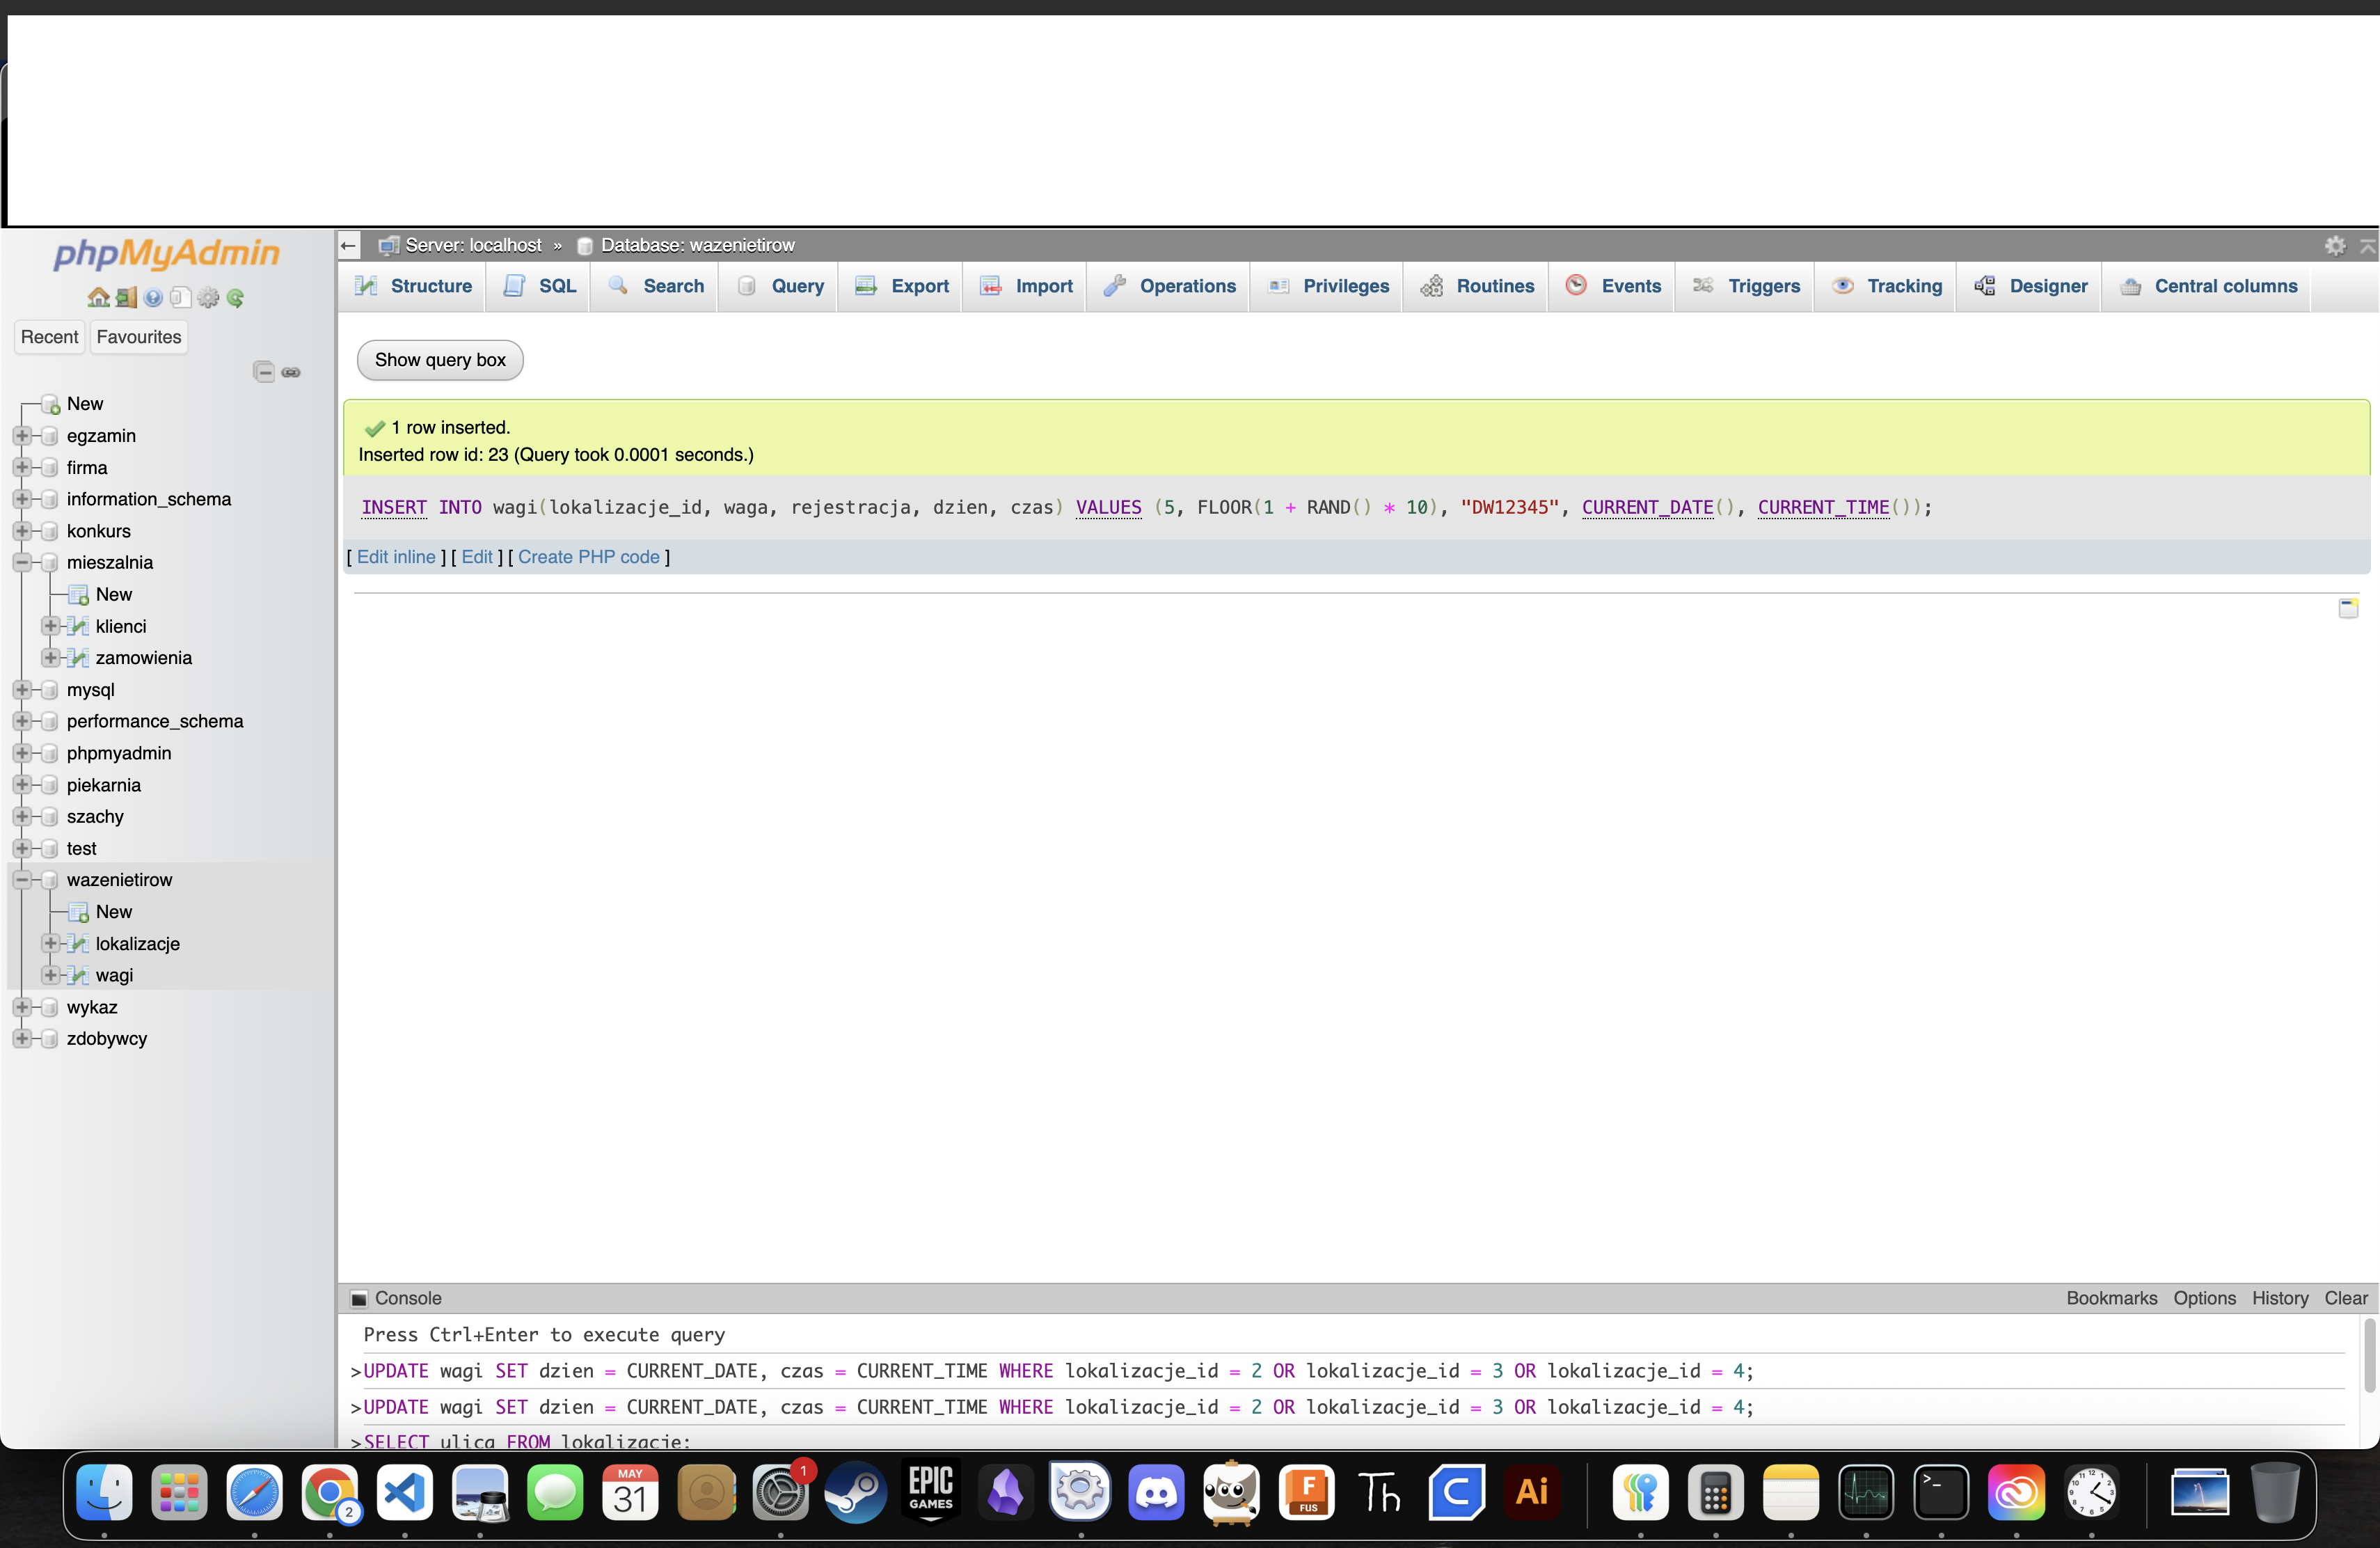 phpMyAdmin
Recent
Favourites
New
egzamin
firma
information_schema
konkurs
mieszalnia
New
klienci
zamowienia
mysql
performance_schema
phpmyadmin
piekarnia
szachy
test
wazenietirow
New
lokalizacje
wagi
wykaz
zdobywcy
Server: localhost » Database: wazenietirow
Structure SQL Search Query Export Import Operations Privileges Routines Events Triggers Tracking Designer Central columns
Show query box
1 row inserted.
Inserted row id: 23 (Query took 0.0001 seconds.)
INSERT INTO wagi(lokalizacje_id, waga, rejestracja, dzien, czas) VALUES (5, FLOOR(1 + RAND() * 10), "DW12345", CURRENT_DATE(), CURRENT_TIME());
[ Edit inline ] [ Edit ] [ Create PHP code ]
Console Bookmarks Options History Clear
Press Ctrl+Enter to execute query
>UPDATE wagi SET dzien = CURRENT_DATE, czas = CURRENT_TIME WHERE lokalizacje_id = 2 OR lokalizacje_id = 3 OR lokalizacje_id = 4;
>UPDATE wagi SET dzien = CURRENT_DATE, czas = CURRENT_TIME WHERE lokalizacje_id = 2 OR lokalizacje_id = 3 OR lokalizacje_id = 4;
>SELECT ulica FROM lokalizacje;
2
MAY
31
1
EPIC
GAMES
F
FUS
Th
C
Ai
>_